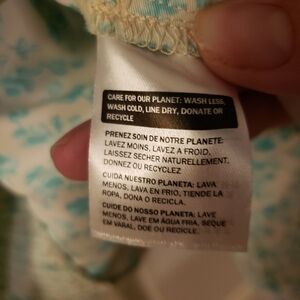 CARE FOR OUR PLANET: WASH LESS,
WASH COLD, LINE DRY, DONATE OR
RECYCLE
PRENEZ SOIN DE NOTRE PLANETE:
LAVEZ MOINS, LAVEZ A FROID,
LAISSEZ SECHER NATURELLEMENT,
DONNEZ OU RECYCLEZ
CUIDA NUESTRO PLANETA: LAVA
MENOS, LAVA EN FRIO, TIENDE LA
ROPA, DONA O RECICLA.
CUIDE DO NOSSO PLANETA: LAVE
MENOS, LAVE EM ÁGUA FRIA, SEQUE
EM VARAL, DOE OU RECICLE.